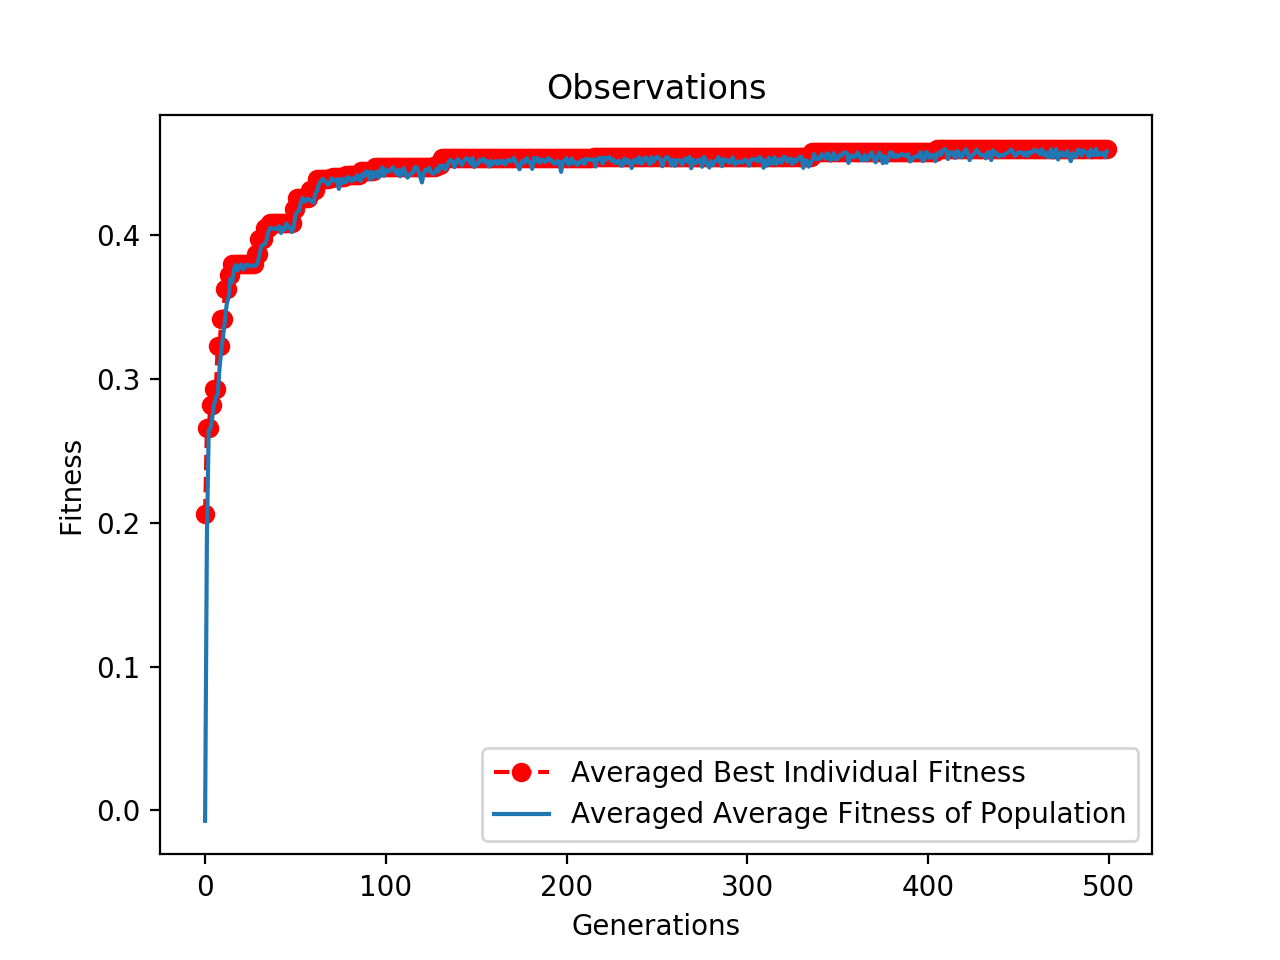 Observations
Fitness
0.4
0.3
0.2
0.1
0.0
Averaged Best Individual Fitness
Averaged Average Fitness of Population
0 100 200 300 400 500
Generations